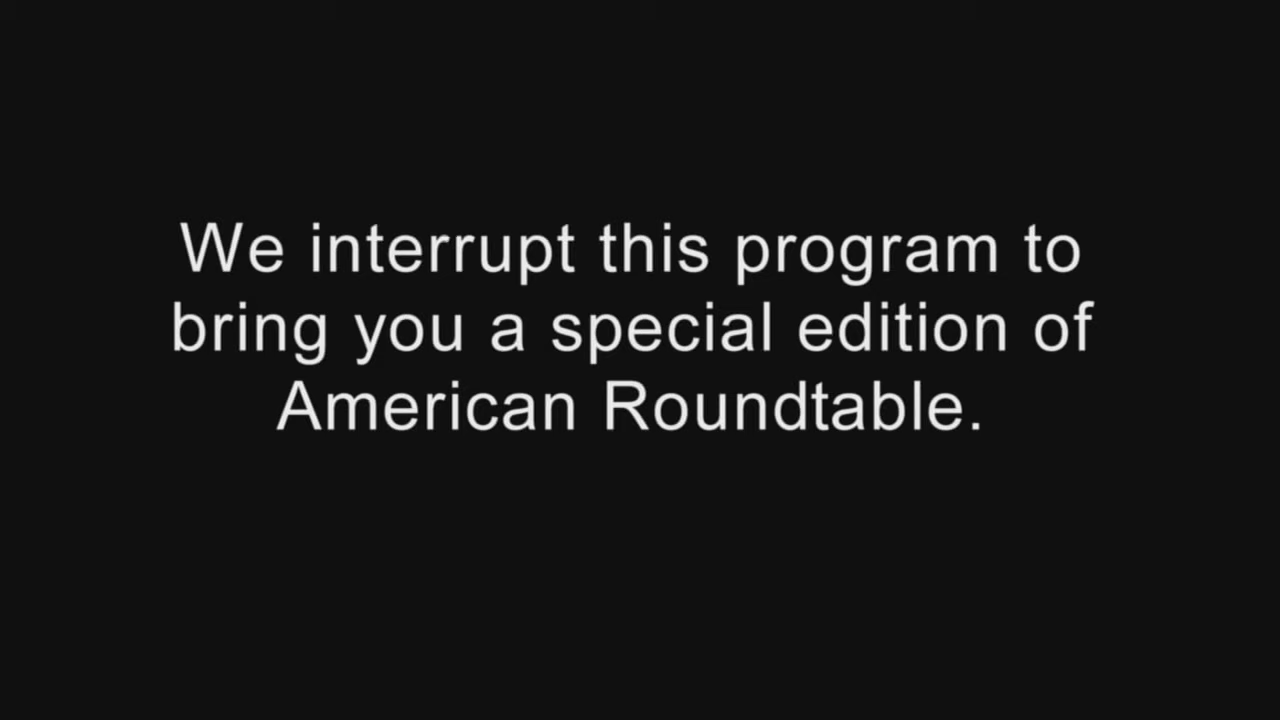 We interrupt this program to
bring you a special edition of
American Roundtable.